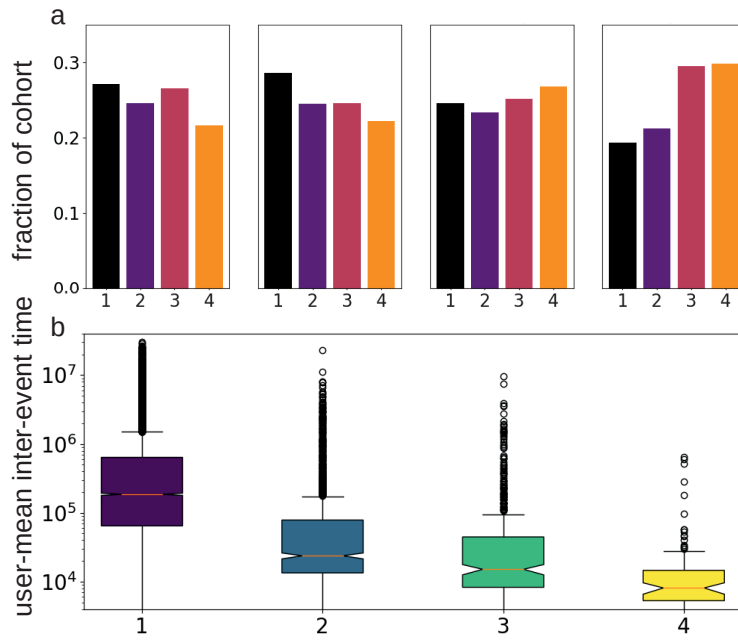 a
fraction of cohort
0.3
0.2
0.1
0.0
1 2 3 4
1 2 3 4
1 2 3 4
1 2 3 4
b
user-mean inter-event time
10⁷
10⁶
10⁵
10⁴
1 2 3 4